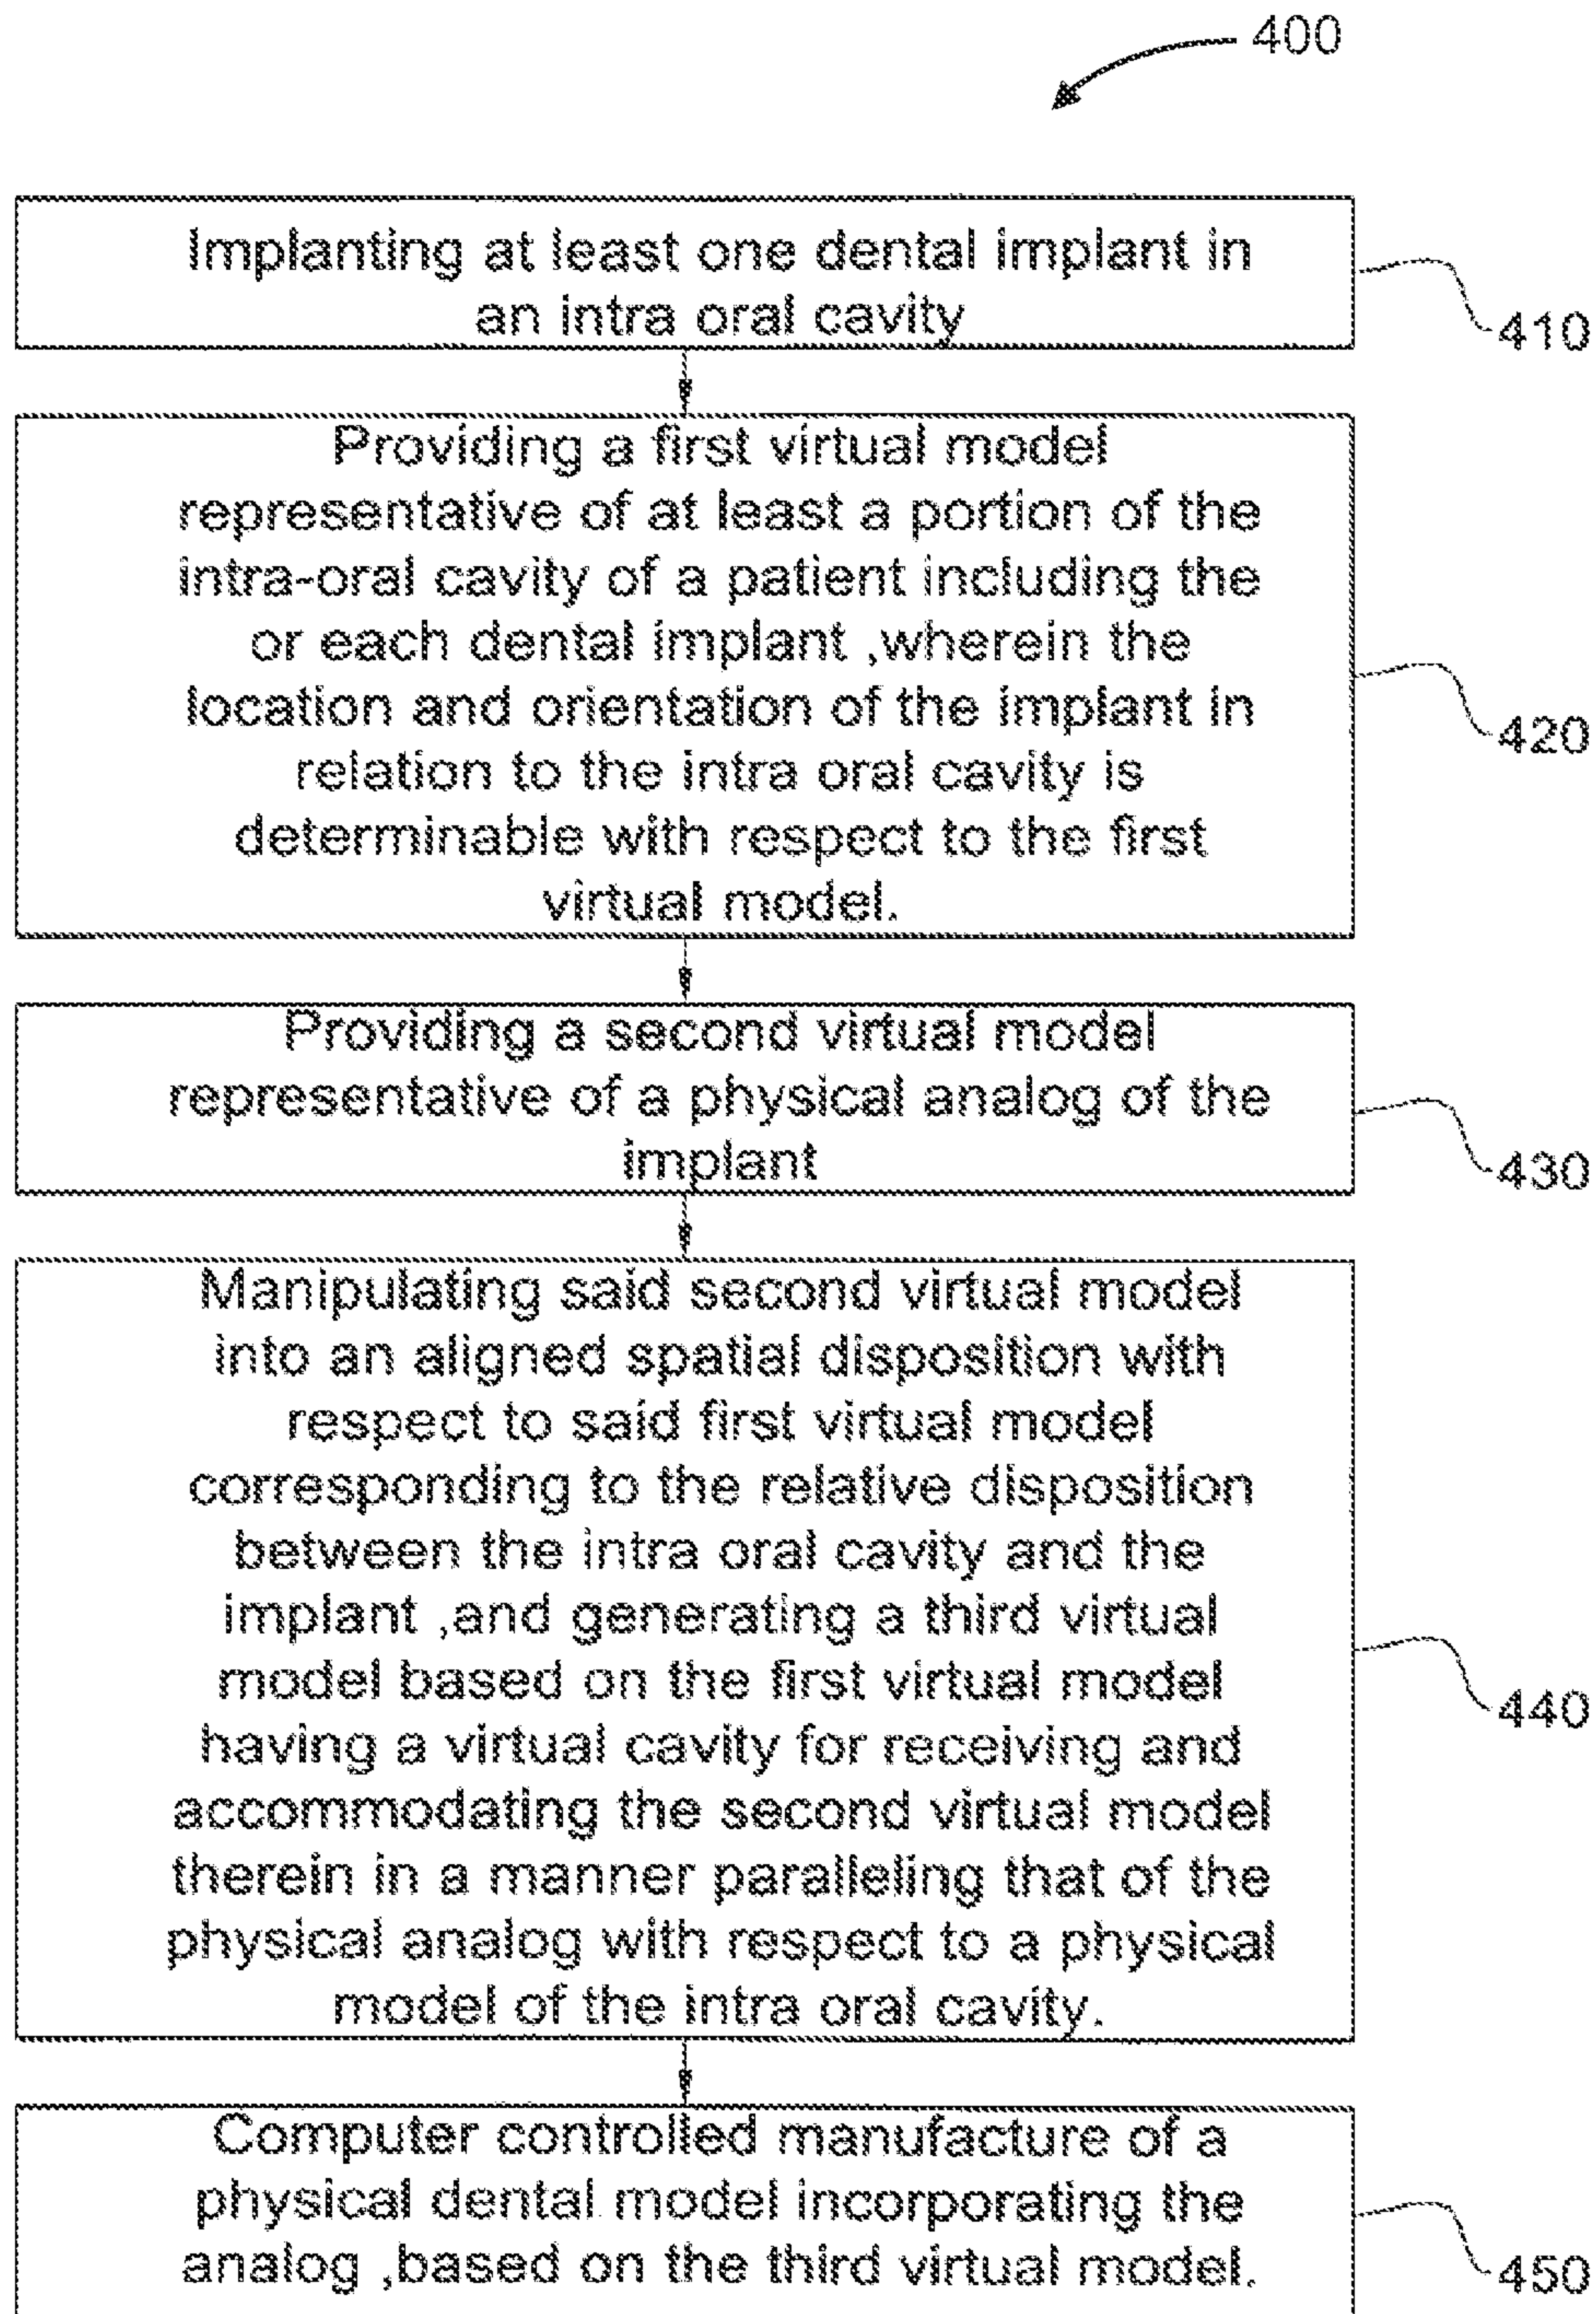 400
Implanting at least one dental implant in
an intra oral cavity
410
Providing a first virtual model
representative of at least a portion of the
intra-oral cavity of a patient including the
or each dental implant ,wherein the
location and orientation of the implant in
relation to the intra oral cavity is
determinable with respect to the first
virtual model.
420
Providing a second virtual model
representative of a physical analog of the
implant
430
Manipulating said second virtual model
into an aligned spatial disposition with
respect to said first virtual model
corresponding to the relative disposition
between the intra oral cavity and the
implant ,and generating a third virtual
model based on the first virtual model
having a virtual cavity for receiving and
accommodating the second virtual model
therein in a manner paralleling that of the
physical analog with respect to a physical
model of the intra oral cavity.
440
Computer controlled manufacture of a
physical dental model incorporating the
analog ,based on the third virtual model.
450